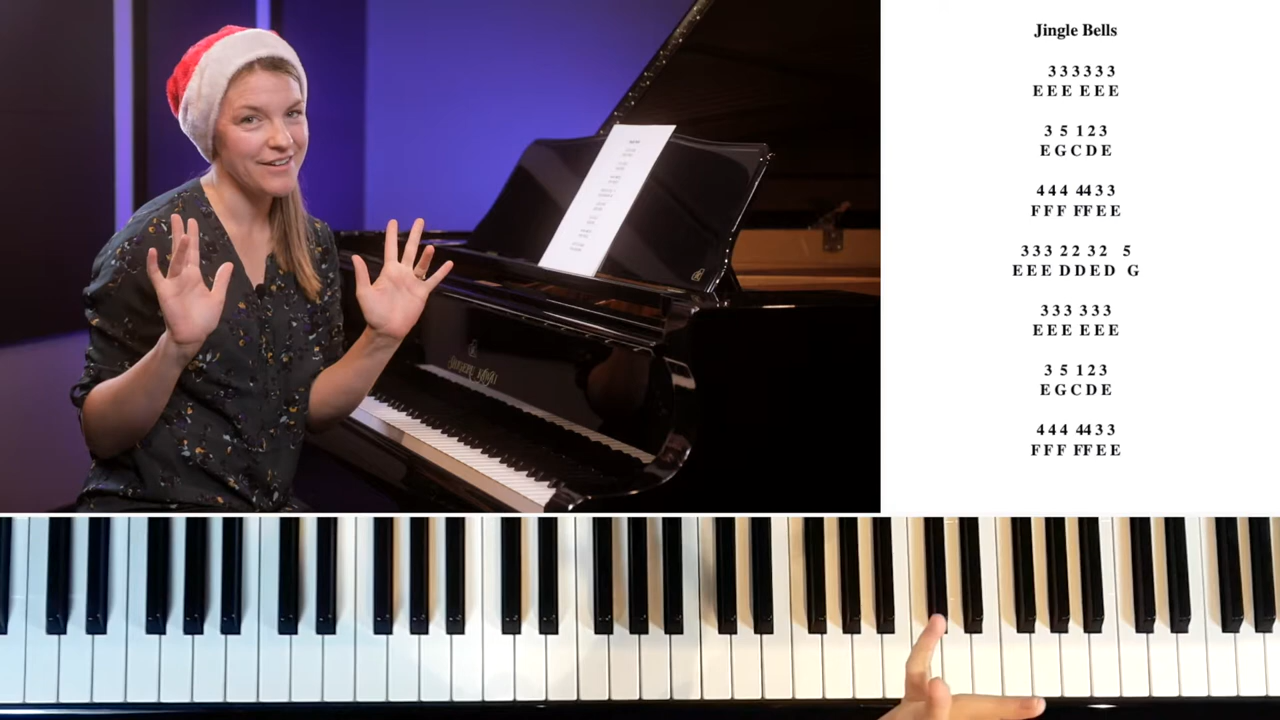 Jingle Bells
3 3 3 3 3 3
E E E E E E
3 5 1 2 3
E G C D E
4 4 4 4 4 3 3
F F F F F E E
3 3 3 2 2 3 2 5
E E E D D E D G
3 3 3 3 3 3
E E E E E E
3 5 1 2 3
E G C D E
4 4 4 4 4 3 3
F F F F F E E